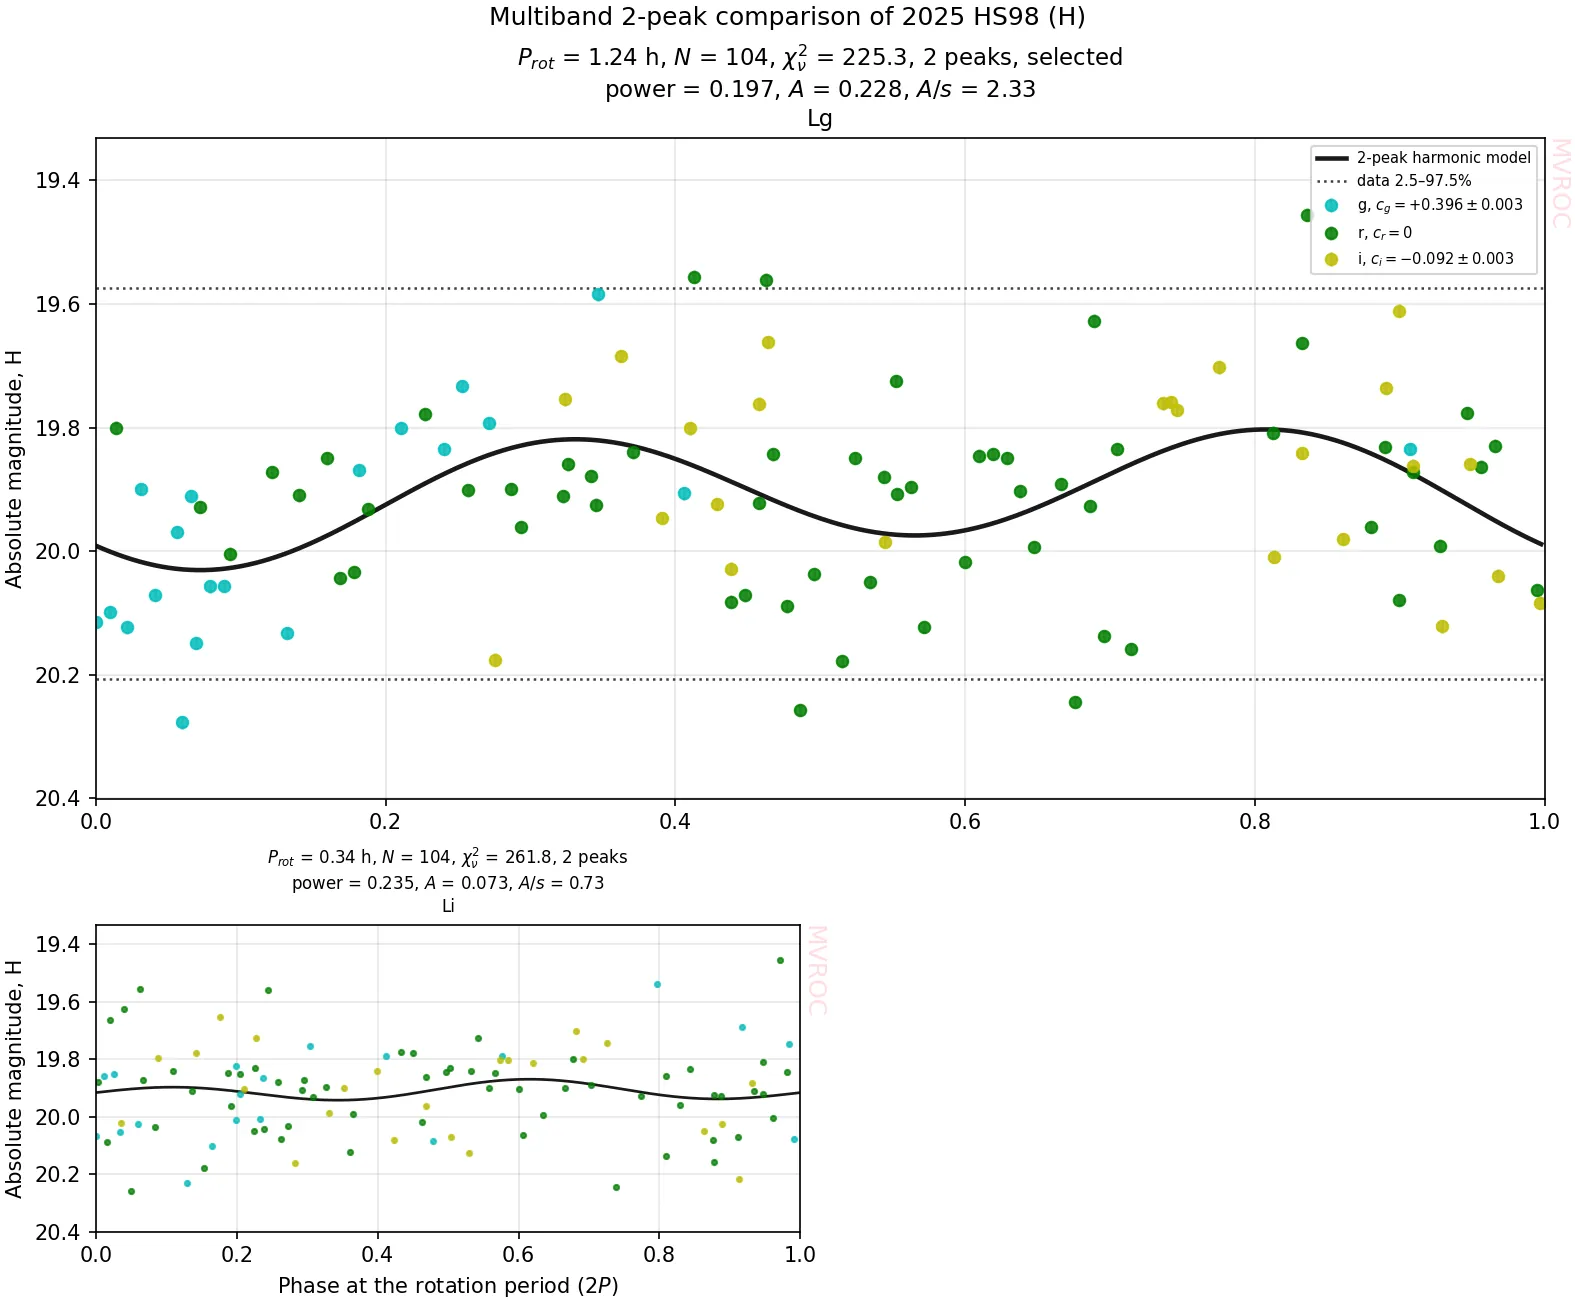 Multiband 2-peak comparison of 2025 HS98 (H)
P_rot = 1.24 h, N = 104, χ²_ν = 225.3, 2 peaks, selected
power = 0.197, A = 0.228, A/s = 2.33
Lg
MVROC
2-peak harmonic model
data 2.5–97.5%
g, c_g = +0.396 ± 0.003
r, c_r = 0
i, c_i = −0.092 ± 0.003
Absolute magnitude, H
19.4
19.6
19.8
20.0
20.2
20.4
0.0 0.2 0.4 0.6 0.8 1.0
P_rot = 0.34 h, N = 104, χ²_ν = 261.8, 2 peaks
power = 0.235, A = 0.073, A/s = 0.73
Li
MVROC
Absolute magnitude, H
19.4
19.6
19.8
20.0
20.2
20.4
0.0 0.2 0.4 0.6 0.8 1.0
Phase at the rotation period (2P)